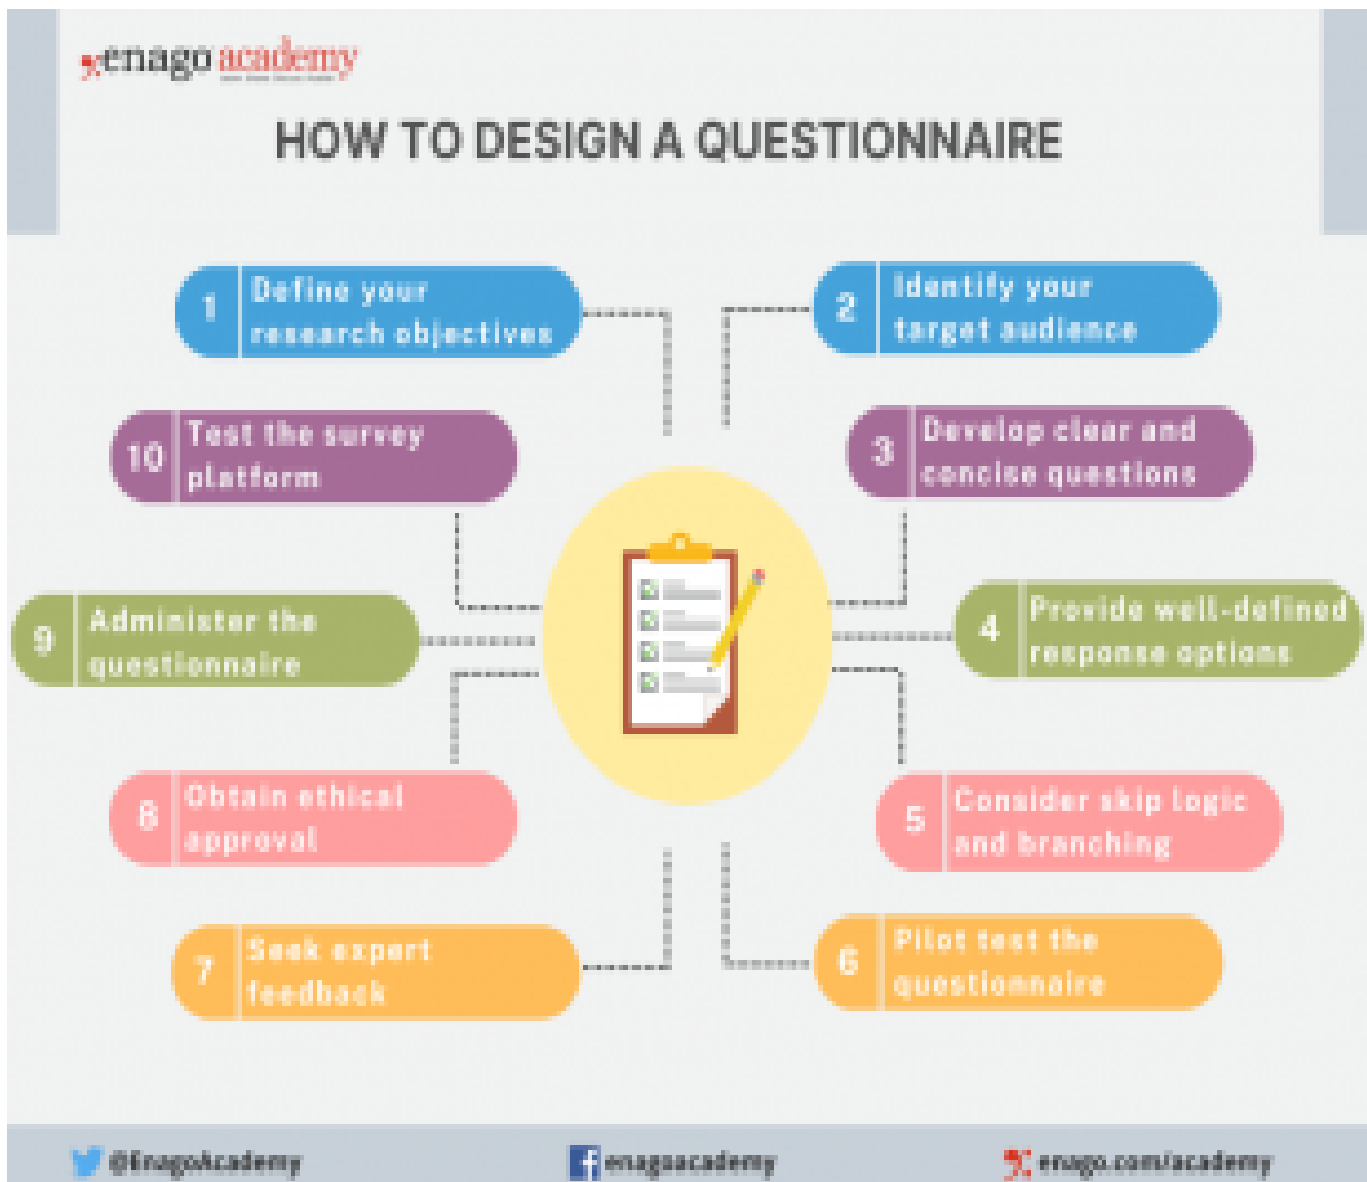 enago academy
HOW TO DESIGN A QUESTIONNAIRE
1
Define your
research objectives
2
Identify your
target audience
3
Develop clear and
concise questions
4
Provide well-defined
response options
5
Consider skip logic
and branching
6
Pilot test the
questionnaire
7
Seek expert
feedback
8
Obtain ethical
approval
9
Administer the
questionnaire
10
Test the survey
platform
@EnagoAcademy
enagoacademy
enago.com/academy